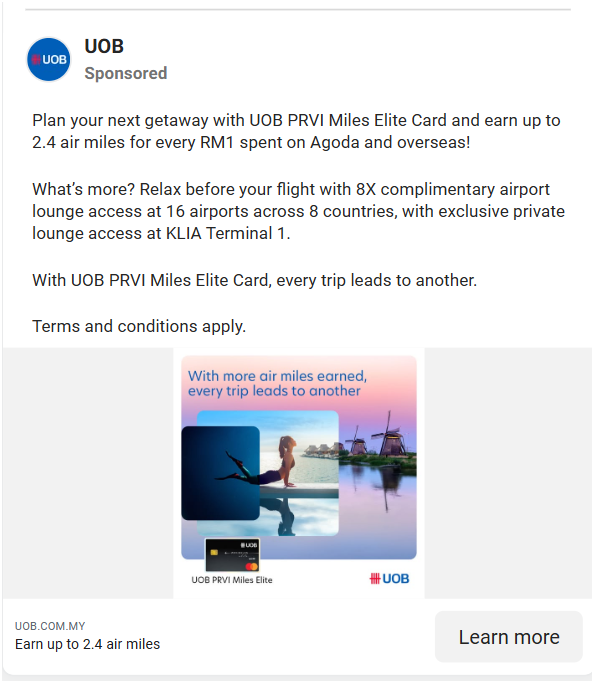 UOB
UOB
Sponsored
Plan your next getaway with UOB PRVI Miles Elite Card and earn up to
2.4 air miles for every RM1 spent on Agoda and overseas!
What’s more? Relax before your flight with 8X complimentary airport
lounge access at 16 airports across 8 countries, with exclusive private
lounge access at KLIA Terminal 1.
With UOB PRVI Miles Elite Card, every trip leads to another.
Terms and conditions apply.
With more air miles earned,
every trip leads to another
UOB
UOB PRVI Miles Elite
UOB
UOB.COM.MY
Earn up to 2.4 air miles
Learn more